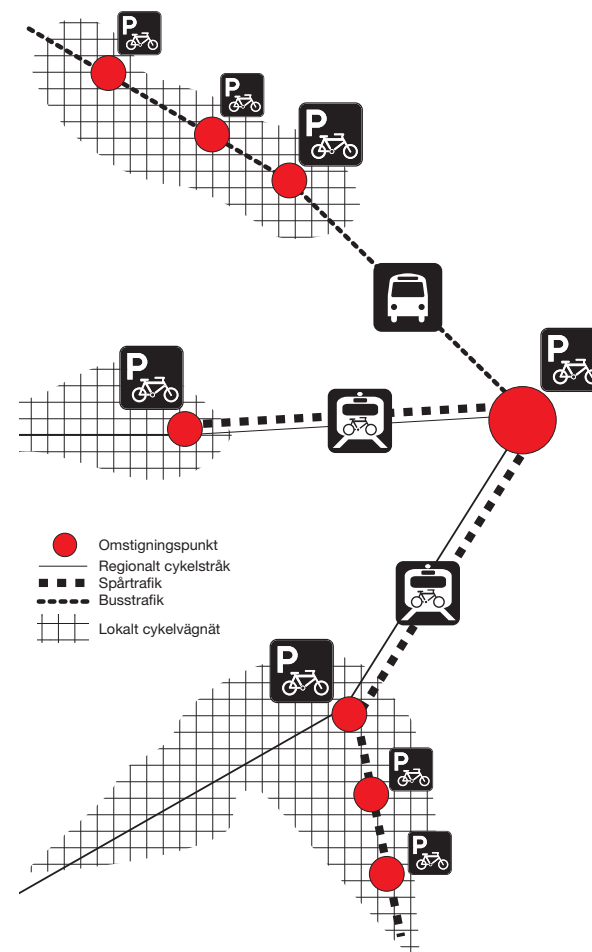 P
P
P
P
P
Omstigningspunkt
Regionalt cykelstråk
Spårtrafik
Busstrafik
Lokalt cykelvägnät
P
P
P